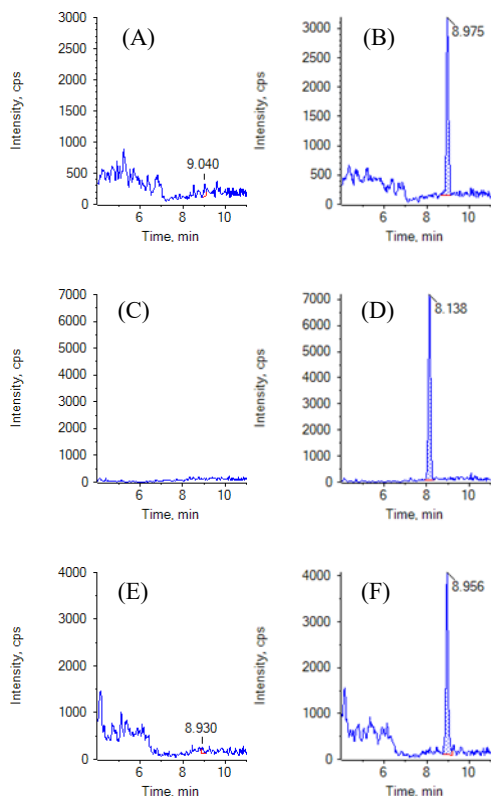 (A)
Intensity, cps
3000
2500
2000
1500
1000
500
0
9.040
6 8 10
Time, min
(B)
Intensity, cps
3000
2500
2000
1500
1000
500
0
8.975
6 8 10
Time, min
(C)
Intensity, cps
7000
6000
5000
4000
3000
2000
1000
0
6 8 10
Time, min
(D)
Intensity, cps
7000
6000
5000
4000
3000
2000
1000
0
8.138
6 8 10
Time, min
(E)
Intensity, cps
4000
3000
2000
1000
0
8.930
6 8 10
Time, min
(F)
Intensity, cps
4000
3000
2000
1000
0
8.956
6 8 10
Time, min